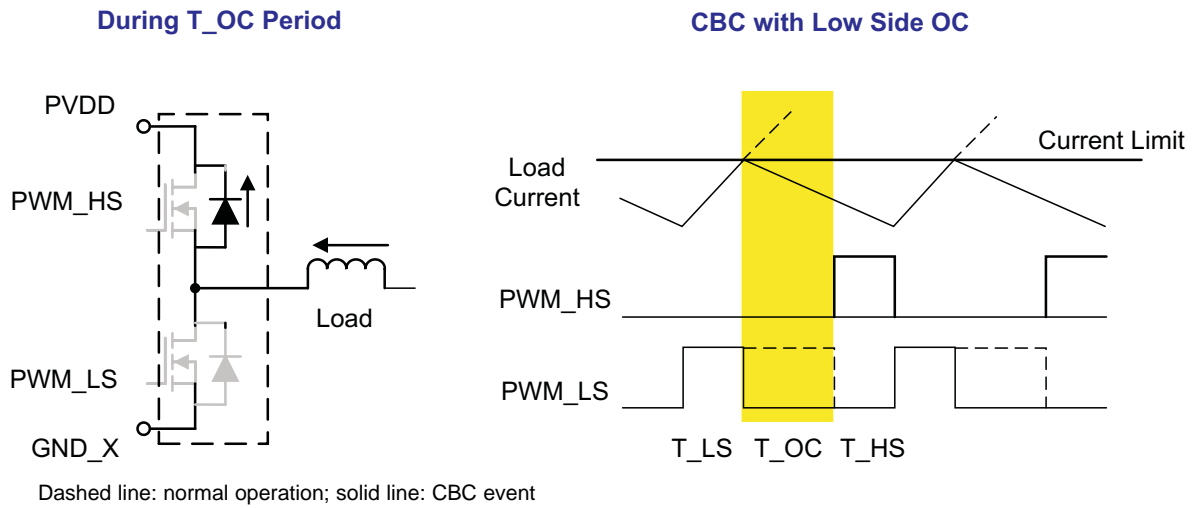 During T_OC Period
PVDD
PWM_HS
Load
PWM_LS
GND_X
CBC with Low Side OC
Load
Current
Current Limit
PWM_HS
PWM_LS
T_LS T_OC T_HS
Dashed line: normal operation; solid line: CBC event